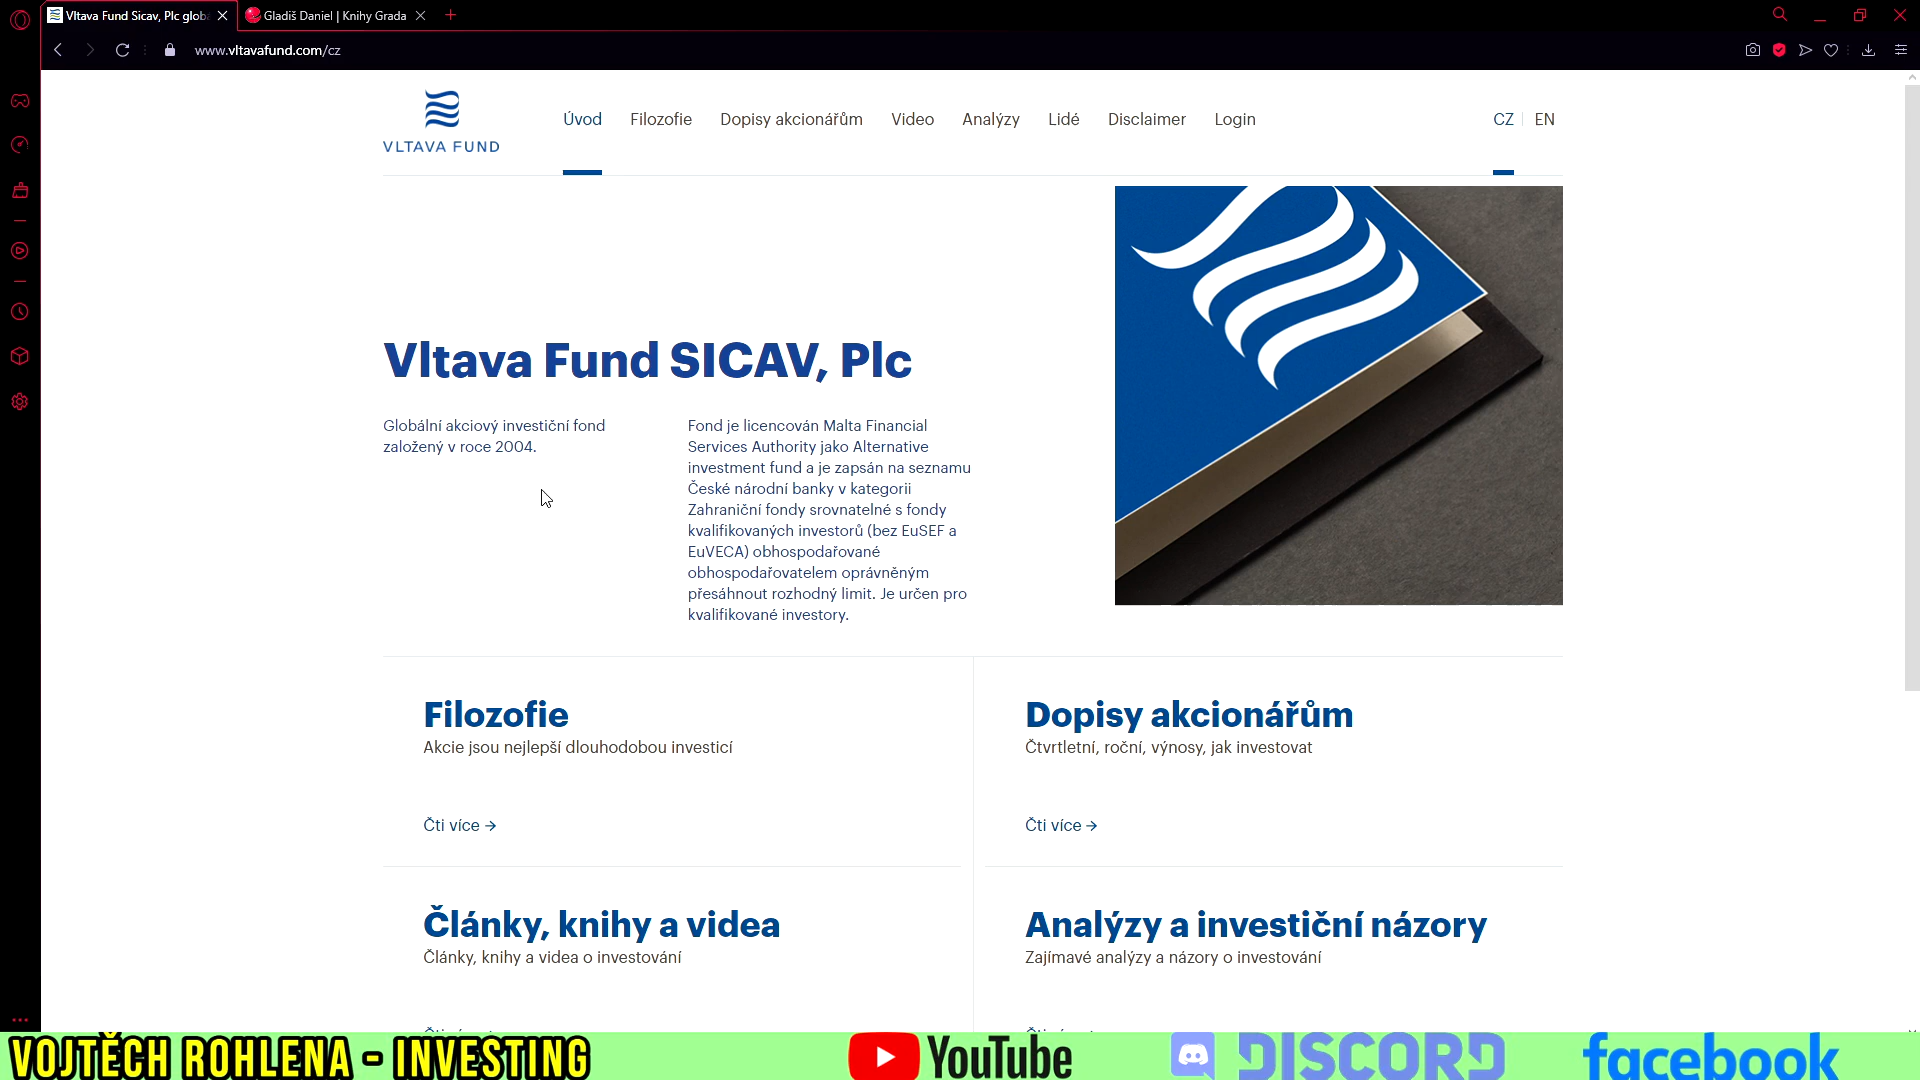 Vltava Fund Sicav, Plc globa
Gladiš Daniel | Knihy Grada
www.vltavafund.com/cz
VLTAVA FUND
Úvod
Filozofie
Dopisy akcionářům
Video
Analýzy
Lidé
Disclaimer
Login
CZ
EN
Vltava Fund SICAV, Plc
Globální akciový investiční fond
založený v roce 2004.
Fond je licencován Malta Financial
Services Authority jako Alternative
investment fund a je zapsán na seznamu
České národní banky v kategorii
Zahraniční fondy srovnatelné s fondy
kvalifikovaných investorů (bez EuSEF a
EuVECA) obhospodařované
obhospodařovatelem oprávněným
přesáhnout rozhodný limit. Je určen pro
kvalifikované investory.
Filozofie
Akcie jsou nejlepší dlouhodobou investicí
Čti více →
Dopisy akcionářům
Čtvrtletní, roční, výnosy, jak investovat
Čti více →
Články, knihy a videa
Články, knihy a videa o investování
Analýzy a investiční názory
Zajímavé analýzy a názory o investování
VOJTĚCH ROHLENA - INVESTING
YouTube
DISCORD
facebook